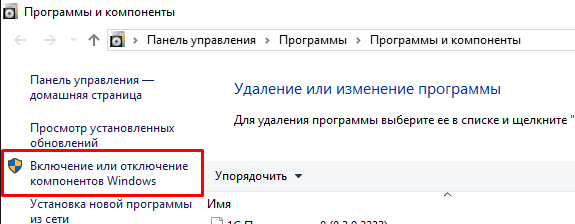 Программы и компоненты
Панель управления > Программы > Программы и компоненты
Панель управления —
домашняя страница
Удаление или изменение программы
Просмотр установленных
обновлений
Для удаления программы выберите ее в списке и щелкните "
Включение или отключение
компонентов Windows
Упорядочить
Установка новой программы
из сети
Имя